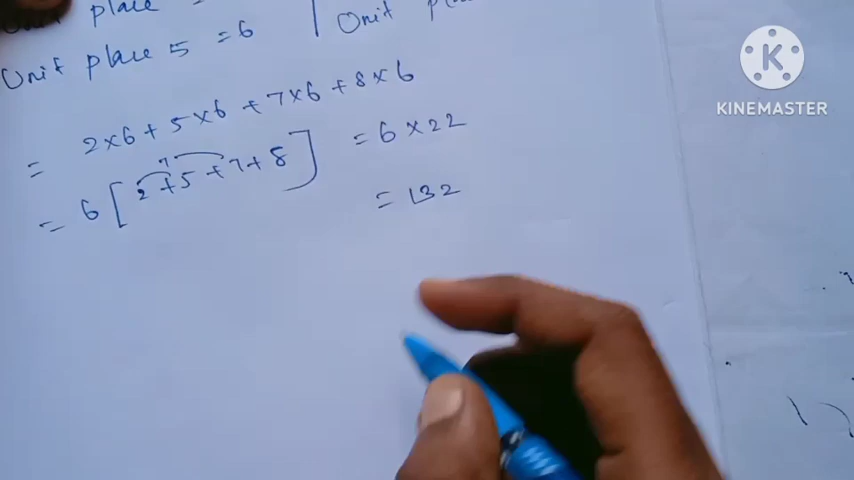 place =
Unit place 5 = 6
Unit
= 2×6 + 5×6 + 7×6 + 8×6
= 6 [2+5+7+8]
7
= 6×22
= 132
KINEMASTER